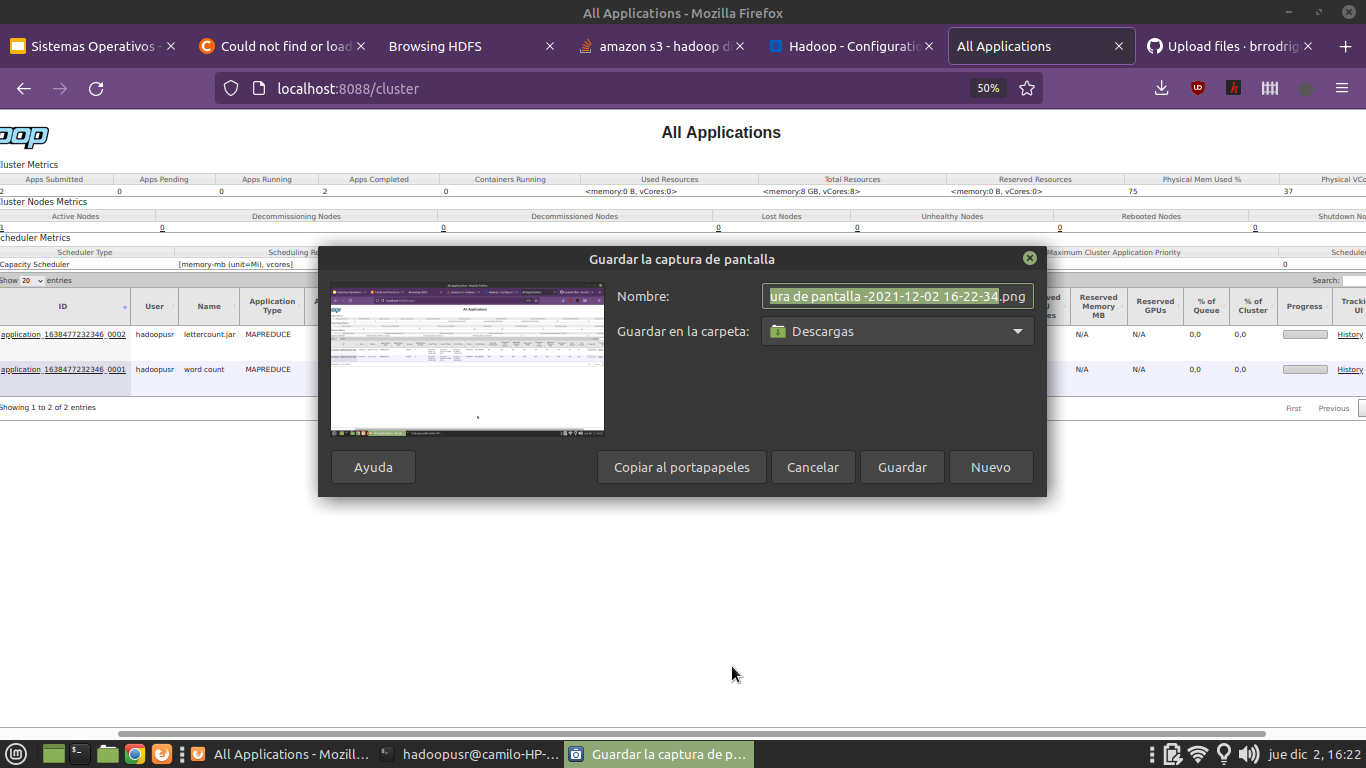 All Applications - Mozilla Firefox
Sistemas Operativos - Could not find or load Browsing HDFS amazon s3 - hadoop d Hadoop - Configuratio All Applications Upload files · brrodrig
localhost:8088/cluster 50%
oop All Applications
luster Metrics
Apps Submitted Apps Pending Apps Running Apps Completed Containers Running Used Resources Total Resources Reserved Resources Physical Mem Used % Physical VCo
2 0 0 2 0 <memory:0 B, vCores:0> <memory:8 GB, vCores:8> <memory:0 B, vCores:0> 75 37
luster Nodes Metrics
Active Nodes Decommissioning Nodes Decommissioned Nodes Lost Nodes Unhealthy Nodes Rebooted Nodes Shutdown No
1 0 0 0 0 0 0
cheduler Metrics
Scheduler Type Scheduling Re Maximum Cluster Application Priority Scheduler
Capacity Scheduler [memory-mb (unit=Mi), vcores] 0
Show 20 entries Search:
ID User Name Application Type A ved Reserved Memory MB Reserved GPUs % of Queue % of Cluster Progress Tracki UI
application_1638477232346_0002 hadoopusr lettercount.jar MAPREDUCE N/A N/A 0,0 0,0 History
application_1638477232346_0001 hadoopusr word count MAPREDUCE N/A N/A 0,0 0,0 History
Showing 1 to 2 of 2 entries First Previous
Guardar la captura de pantalla
Nombre: ura de pantalla -2021-12-02 16-22-34.png
Guardar en la carpeta: Descargas
Ayuda Copiar al portapapeles Cancelar Guardar Nuevo
All Applications - Mozill... hadoopusr@camilo-HP-... Guardar la captura de p... jue dic 2, 16:22